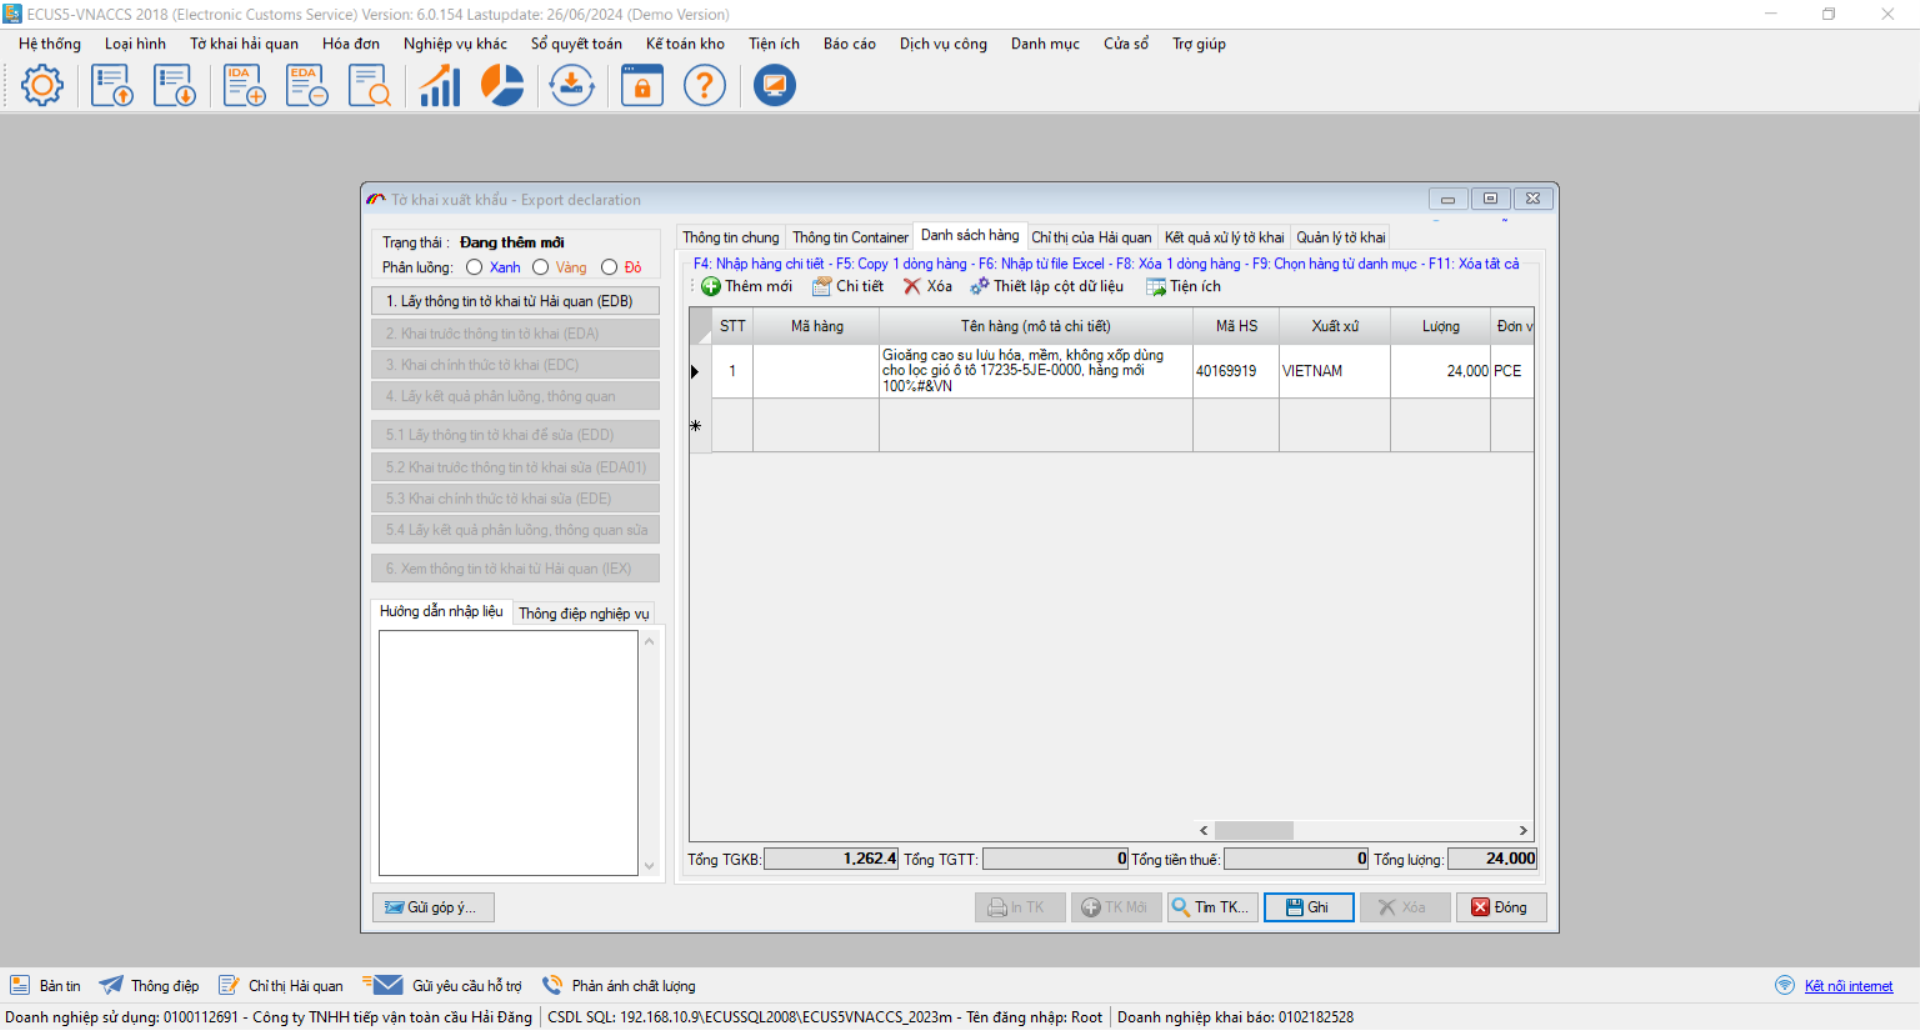 ECUS5-VNACCS 2018 (Electronic Customs Service) Version: 6.0.154 Lastupdate: 26/06/2024 (Demo Version)
Hệ thống Loại hình Tờ khai hải quan Hóa đơn Nghiệp vụ khác Sổ quyết toán Kế toán kho Tiện ích Báo cáo Dịch vụ công Danh mục Cửa sổ Trợ giúp
IDA EDA ?
Tờ khai xuất khẩu - Export declaration
Trạng thái : Đang thêm mới
Phân luồng: Xanh Vàng Đỏ
1. Lấy thông tin tờ khai từ Hải quan (EDB)
2. Khai trước thông tin tờ khai (EDA)
3. Khai chính thức tờ khai (EDC)
4. Lấy kết quả phân luồng, thông quan
5.1 Lấy thông tin tờ khai để sửa (EDD)
5.2 Khai trước thông tin tờ khai sửa (EDA01)
5.3 Khai chính thức tờ khai sửa (EDE)
5.4 Lấy kết quả phân luồng, thông quan sửa
6. Xem thông tin tờ khai từ Hải quan (IEX)
Hướng dẫn nhập liệu Thông điệp nghiệp vụ
Gửi góp ý...
Thông tin chung Thông tin Container Danh sách hàng Chỉ thị của Hải quan Kết quả xử lý tờ khai Quản lý tờ khai
F4: Nhập hàng chi tiết - F5: Copy 1 dòng hàng - F6: Nhập từ file Excel - F8: Xóa 1 dòng hàng - F9: Chọn hàng từ danh mục - F11: Xóa tất cả
Thêm mới Chi tiết Xóa Thiết lập cột dữ liệu Tiện ích
STT Mã hàng Tên hàng (mô tả chi tiết) Mã HS Xuất xứ Lượng Đơn v
1 Gioăng cao su lưu hóa, mềm, không xốp dùng
cho lọc gió ô tô 17235-5JE-0000, hàng mới
100%#&VN 40169919 VIETNAM 24,000 PCE
Tổng TGKB: 1,262.4 Tổng TGTT: 0 Tổng tiền thuế: 0 Tổng lượng: 24,000
In TK TK Mới Tìm TK... Ghi Xóa Đóng
Bản tin Thông điệp Chỉ thị Hải quan Gửi yêu cầu hỗ trợ Phản ánh chất lượng Kết nối internet
Doanh nghiệp sử dụng: 0100112691 - Công ty TNHH tiếp vận toàn cầu Hải Đăng CSDL SQL: 192.168.10.9\ECUSSQL2008\ECUS5VNACCS_2023m - Tên đăng nhập: Root Doanh nghiệp khai báo: 0102182528